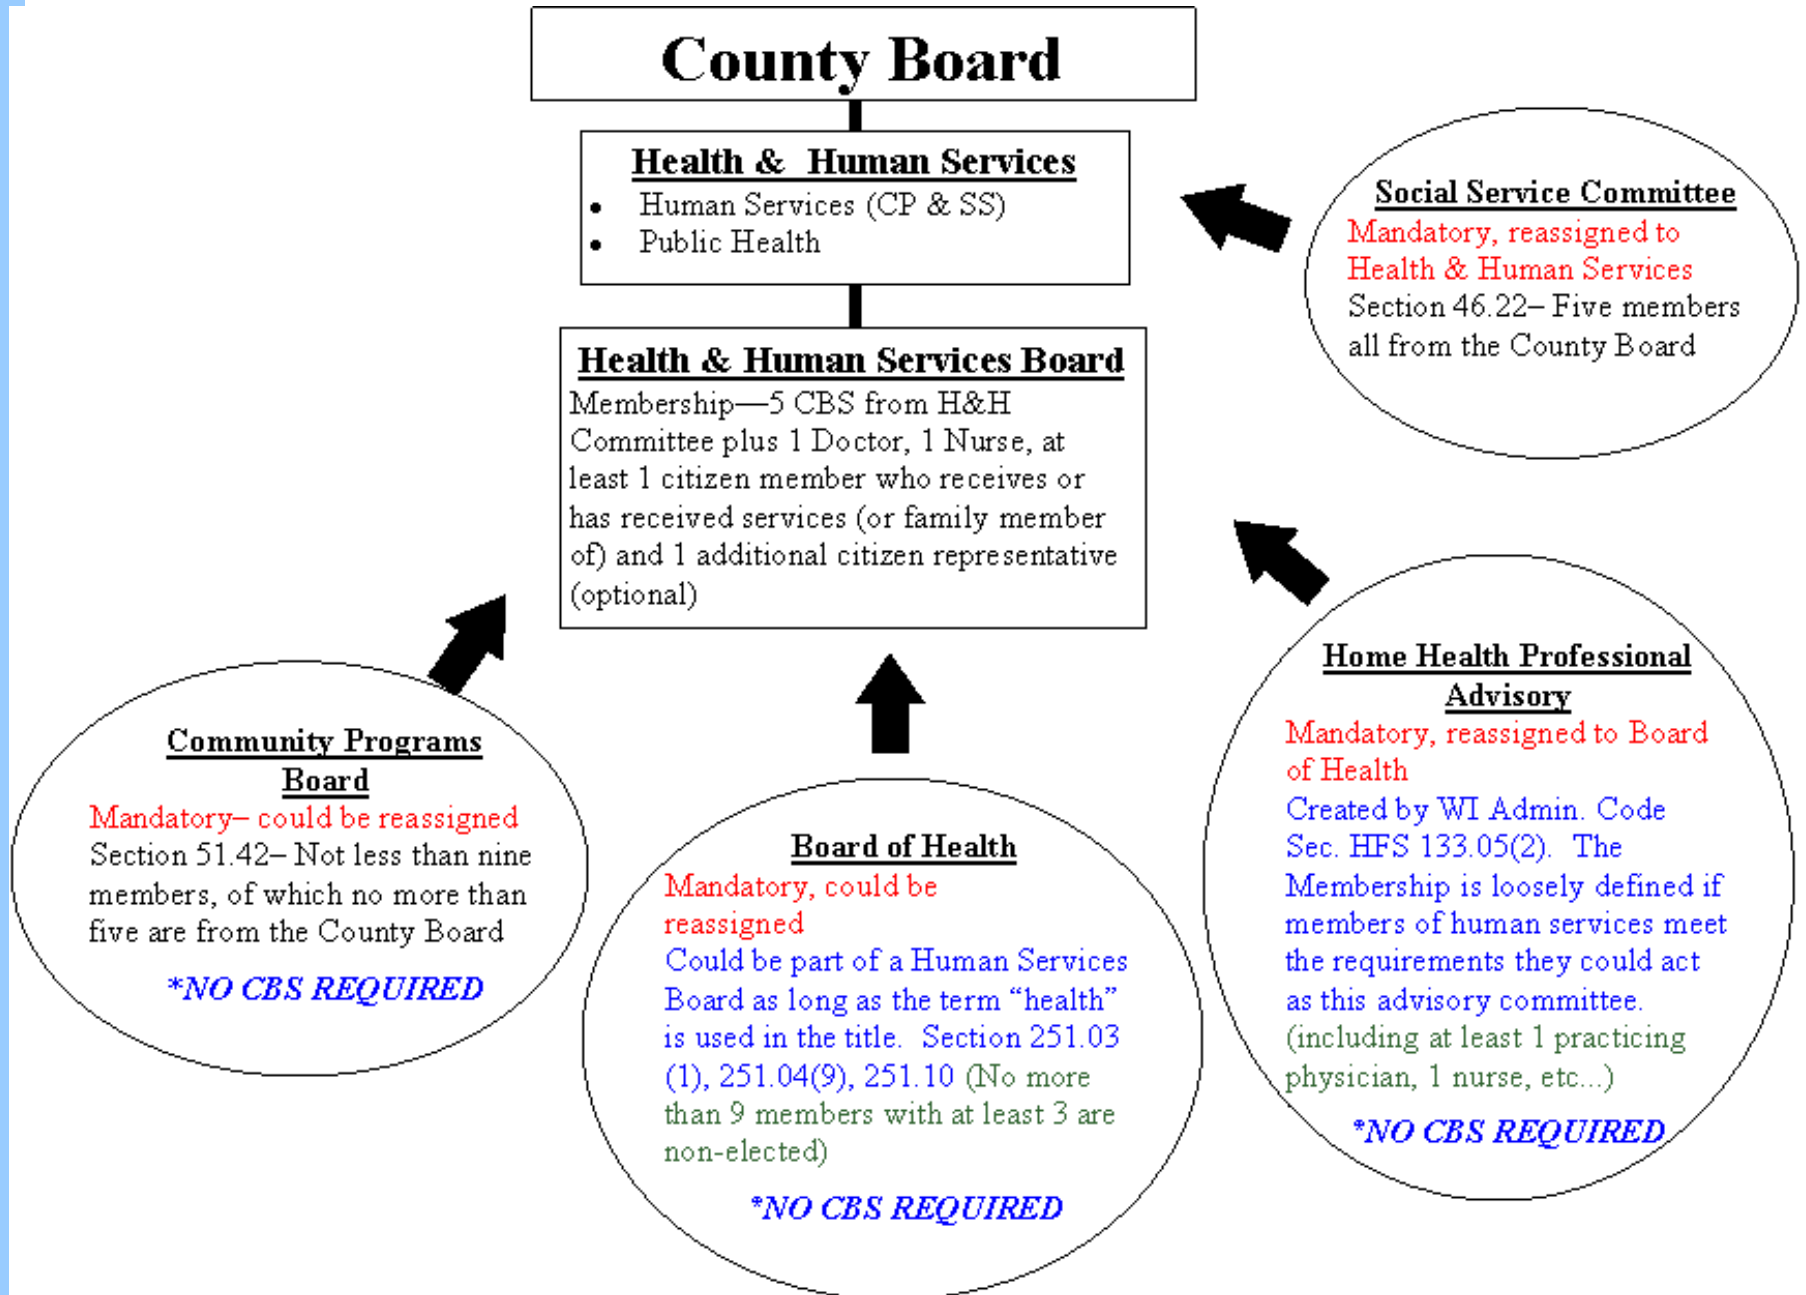 County Board
Health & Human Services
• Human Services (CP & SS)
• Public Health
Health & Human Services Board
Membership—5 CBS from H&H
Committee plus 1 Doctor, 1 Nurse, at
least 1 citizen member who receives or
has received services (or family member
of) and 1 additional citizen representative
(optional)
Social Service Committee
Mandatory, reassigned to
Health & Human Services
Section 46.22– Five members
all from the County Board
Community Programs
Board
Mandatory– could be reassigned
Section 51.42– Not less than nine
members, of which no more than
five are from the County Board
*NO CBS REQUIRED
Board of Health
Mandatory, could be
reassigned
Could be part of a Human Services
Board as long as the term “health”
is used in the title. Section 251.03
(1), 251.04(9), 251.10 (No more
than 9 members with at least 3 are
non-elected)
*NO CBS REQUIRED
Home Health Professional
Advisory
Mandatory, reassigned to Board
of Health
Created by WI Admin. Code
Sec. HFS 133.05(2). The
Membership is loosely defined if
members of human services meet
the requirements they could act
as this advisory committee.
(including at least 1 practicing
physician, 1 nurse, etc...)
*NO CBS REQUIRED